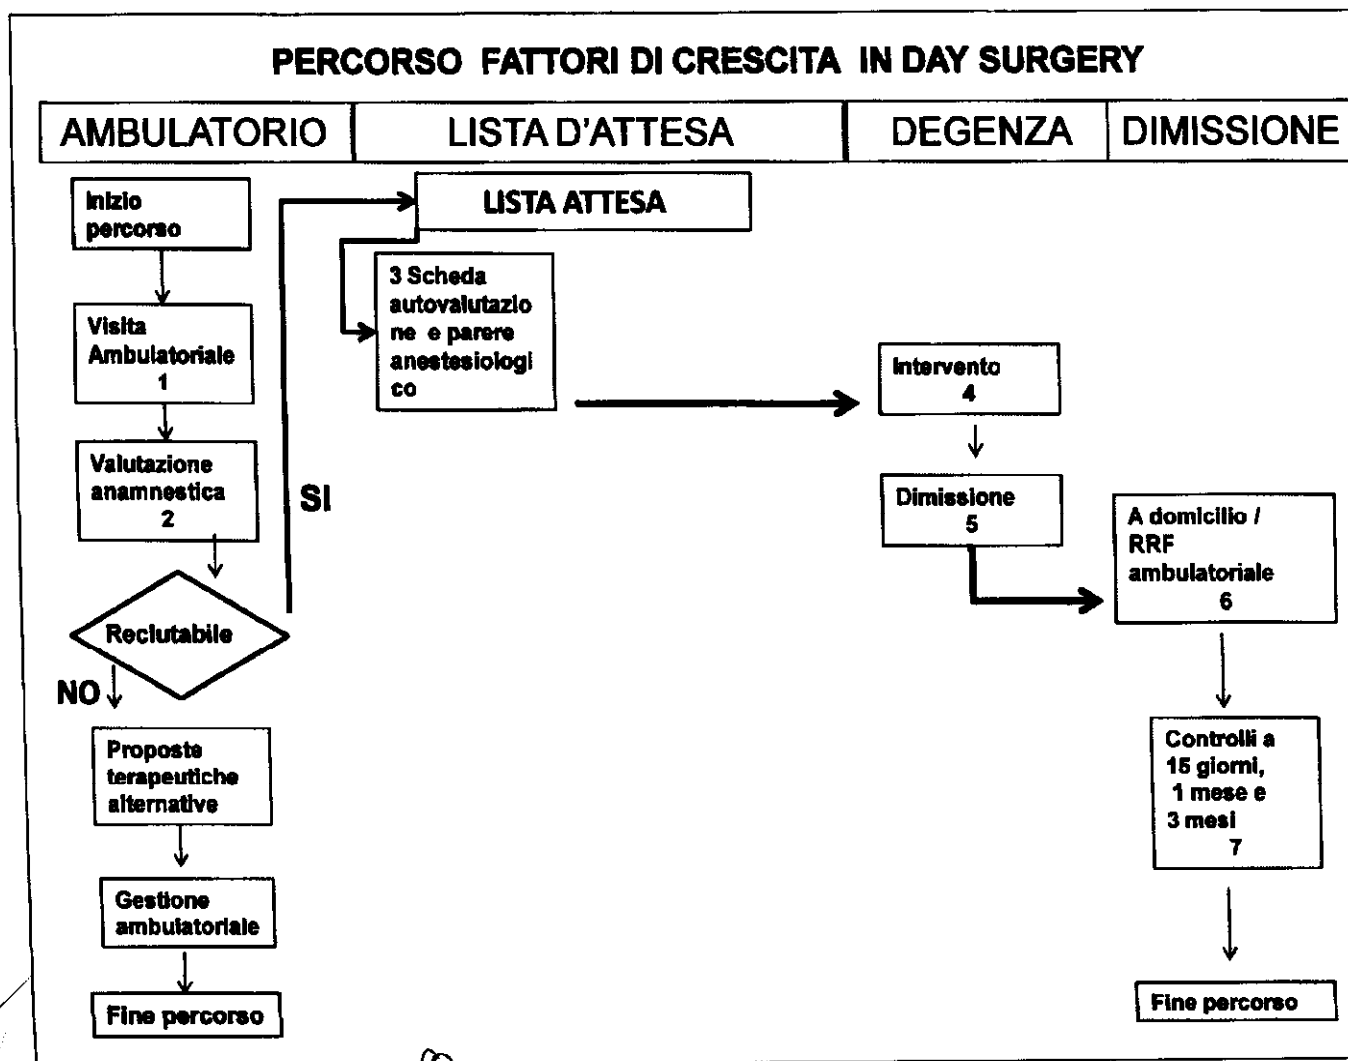 PERCORSO FATTORI DI CRESCITA IN DAY SURGERY
AMBULATORIO
LISTA D'ATTESA
DEGENZA
DIMISSIONE
Inizio
percorso
Visita
Ambulatoriale
1
Valutazione
anamnestica
2
Reclutabile
SI
NO
Proposte
terapeutiche
alternative
Gestione
ambulatoriale
Fine percorso
LISTA ATTESA
3 Scheda
autovalutazio
ne e parere
anestesiologi
co
Intervento
4
Dimissione
5
A domicilio /
RRF
ambulatoriale
6
Controlli a
15 giorni,
1 mese e
3 mesi
7
Fine percorso